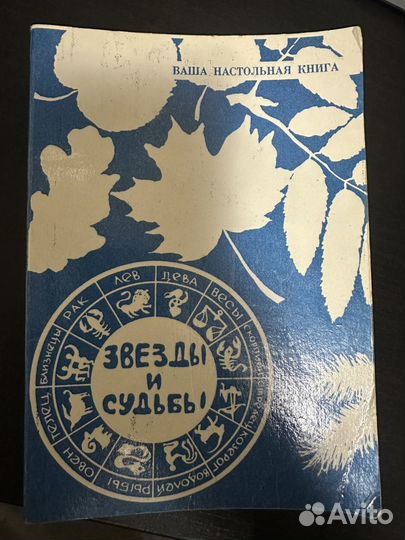 ВАША НАСТОЛЬНАЯ КНИГА
ЗВЕЗДЫ
И
СУДЬБЫ
ОВЕН
ТЕЛЕЦ
БЛИЗНЕЦЫ
РАК
ЛЕВ
ДЕВА
ВЕСЫ
КОЗЕРОГ
ВОДОЛЕЙ
РЫБЫ
Avito